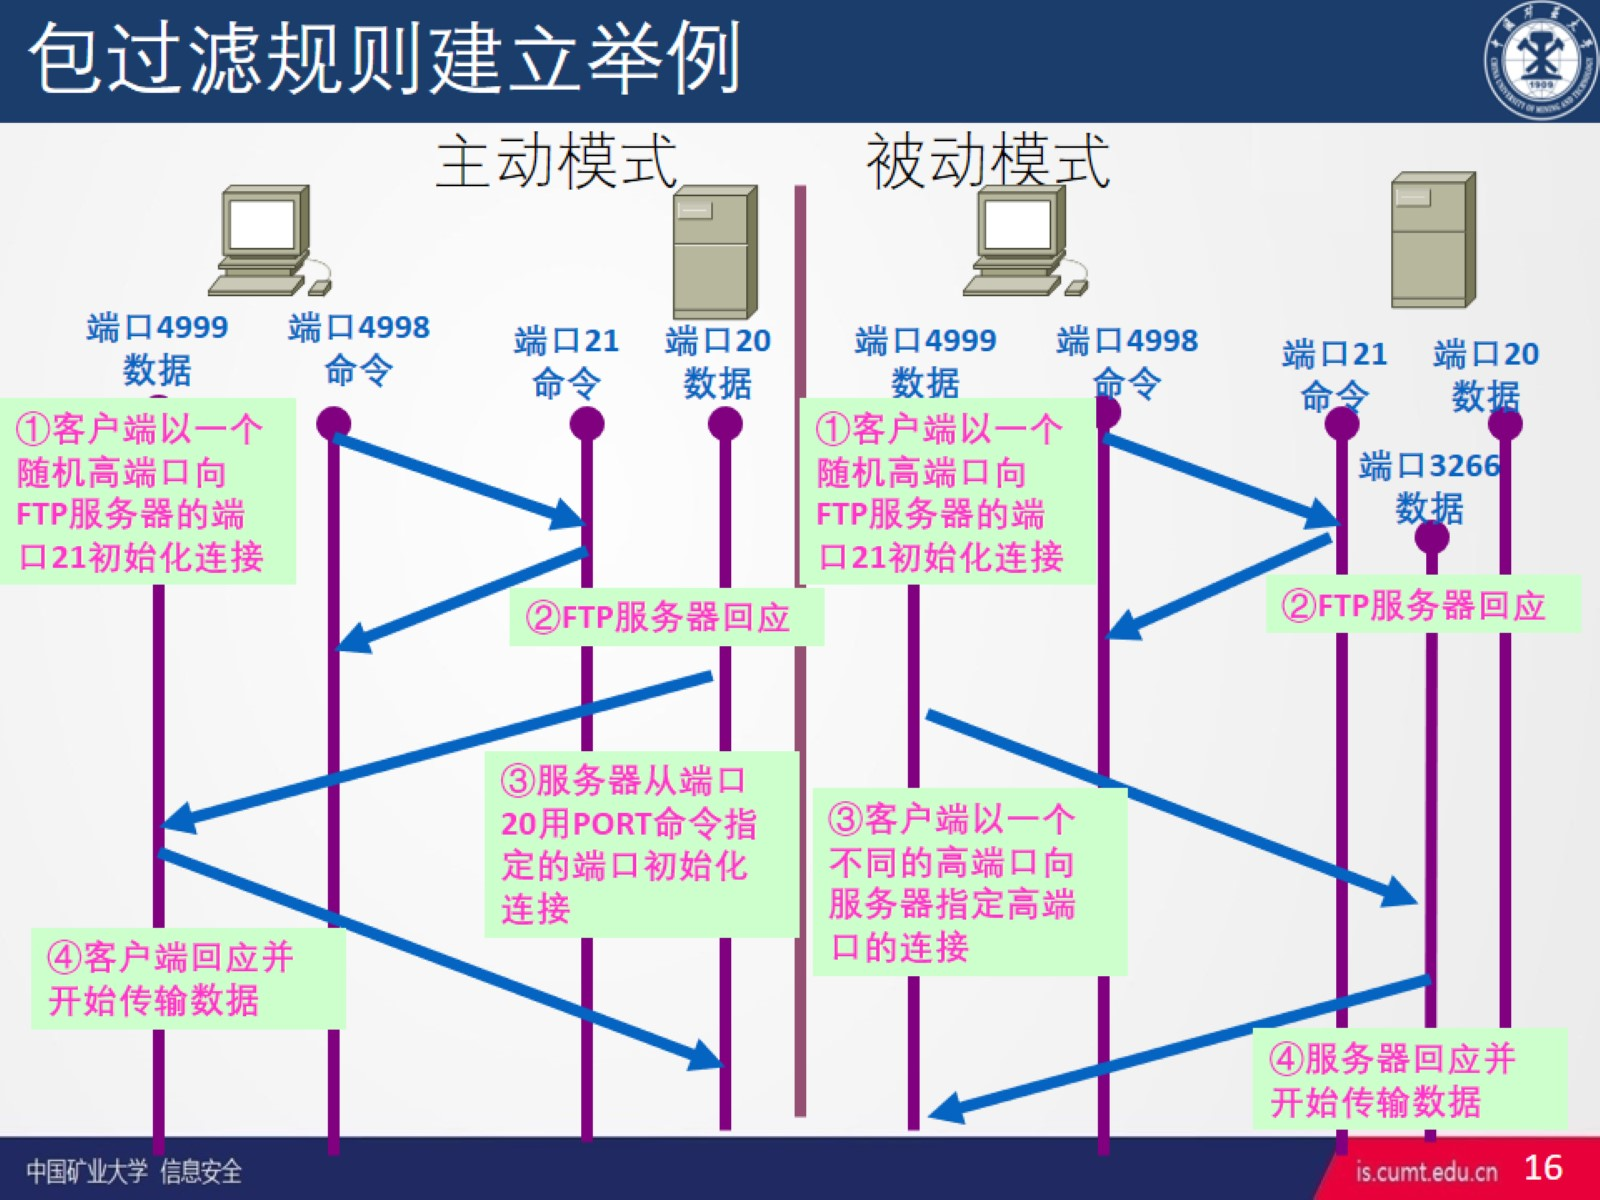 包过滤规则建立举例
主动模式
端口4999
数据
端口4998
命令
端口21
命令
端口20
数据
①客户端以一个
随机高端口向
FTP服务器的端
口21初始化连接
②FTP服务器回应
③服务器从端口
20用PORT命令指
定的端口初始化
连接
④客户端回应并
开始传输数据
被动模式
端口4999
数据
端口4998
命令
端口21
命令
端口20
数据
端口3266
数据
①客户端以一个
随机高端口向
FTP服务器的端
口21初始化连接
②FTP服务器回应
③客户端以一个
不同的高端口向
服务器指定高端
口的连接
④服务器回应并
开始传输数据
中国矿业大学 信息安全
is.cumt.edu.cn 16
中国矿业大学
CHINA UNIVERSITY OF MINING AND TECHNOLOGY
1909